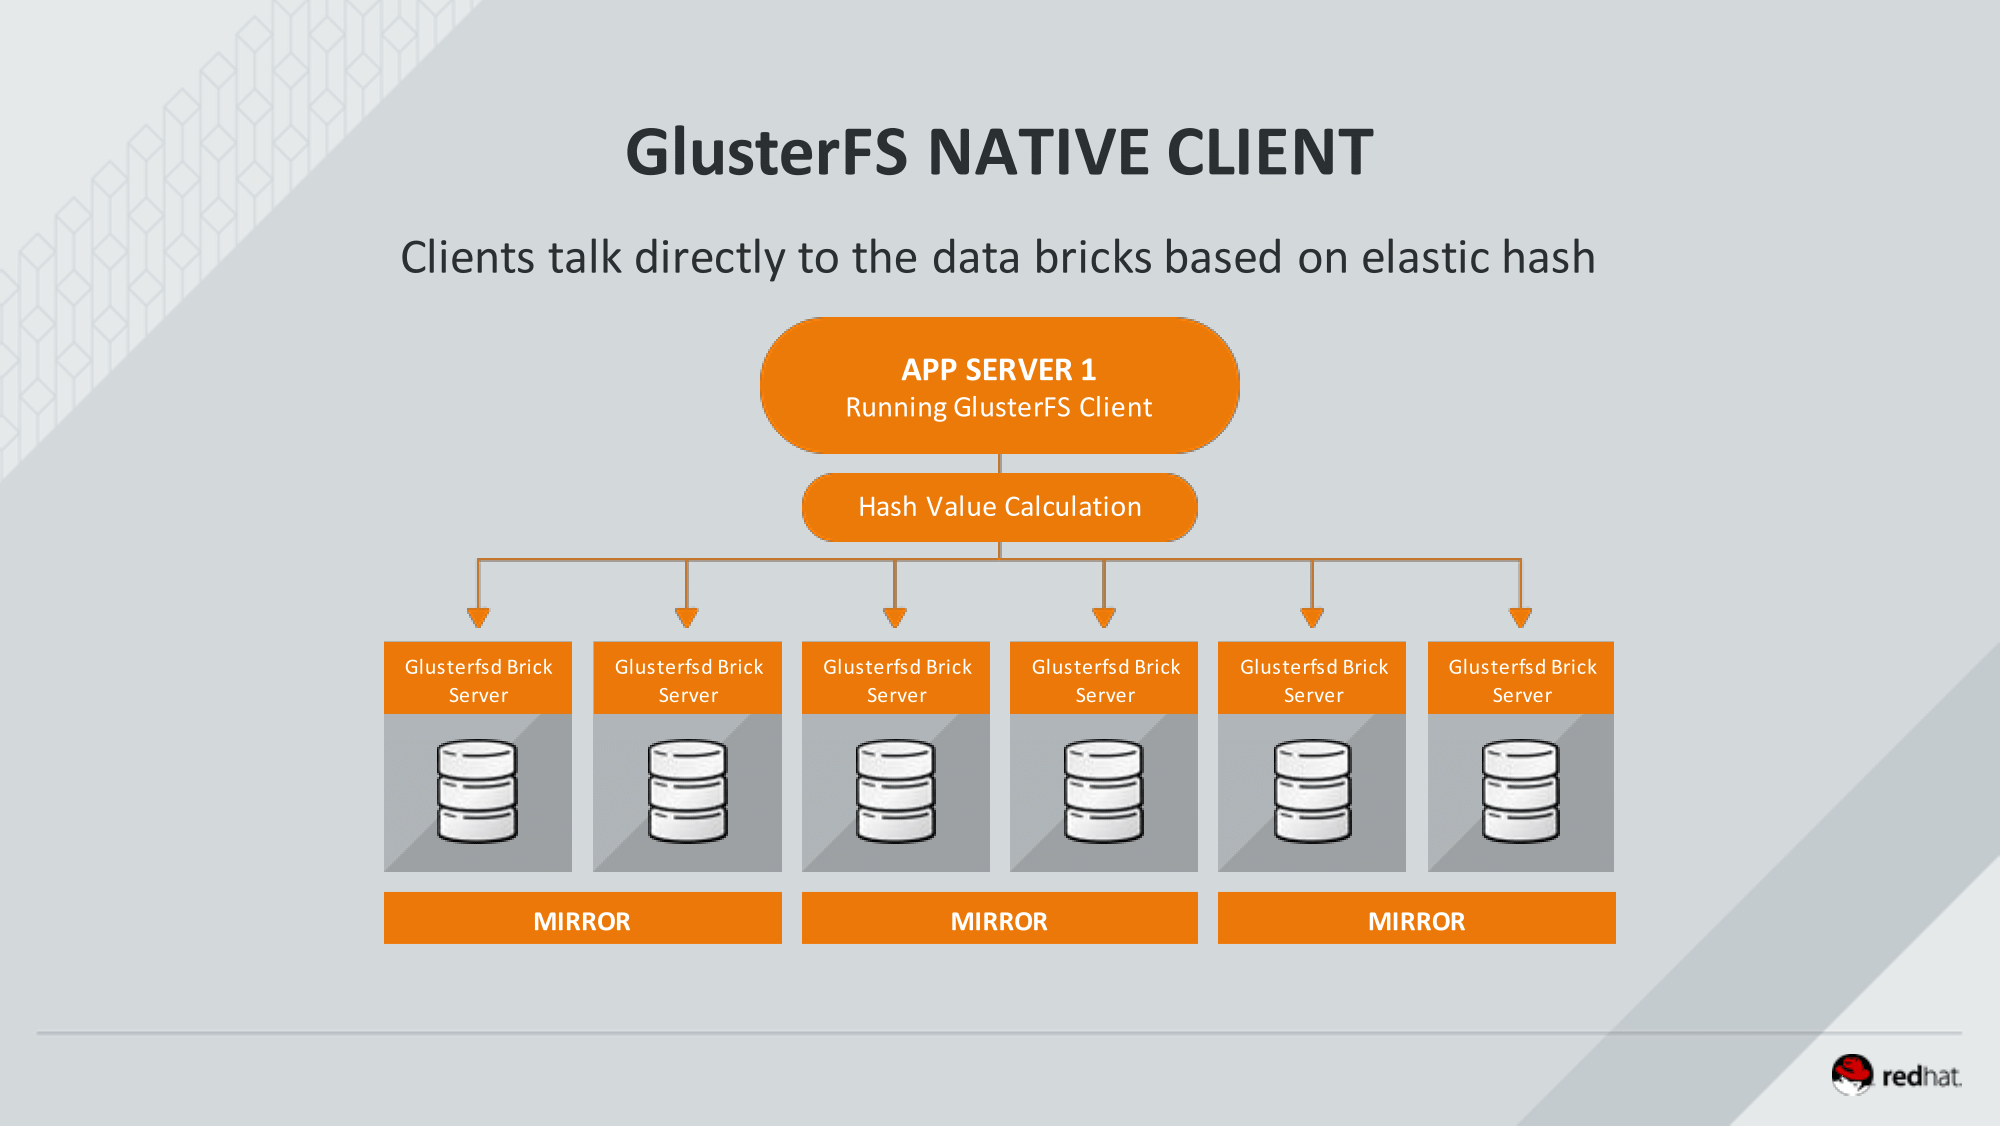 GlusterFS NATIVE CLIENT
Clients talk directly to the data bricks based on elastic hash
APP SERVER 1
Running GlusterFS Client
Hash Value Calculation
Glusterfsd Brick
Server
Glusterfsd Brick
Server
Glusterfsd Brick
Server
Glusterfsd Brick
Server
Glusterfsd Brick
Server
Glusterfsd Brick
Server
MIRROR
MIRROR
MIRROR
redhat.